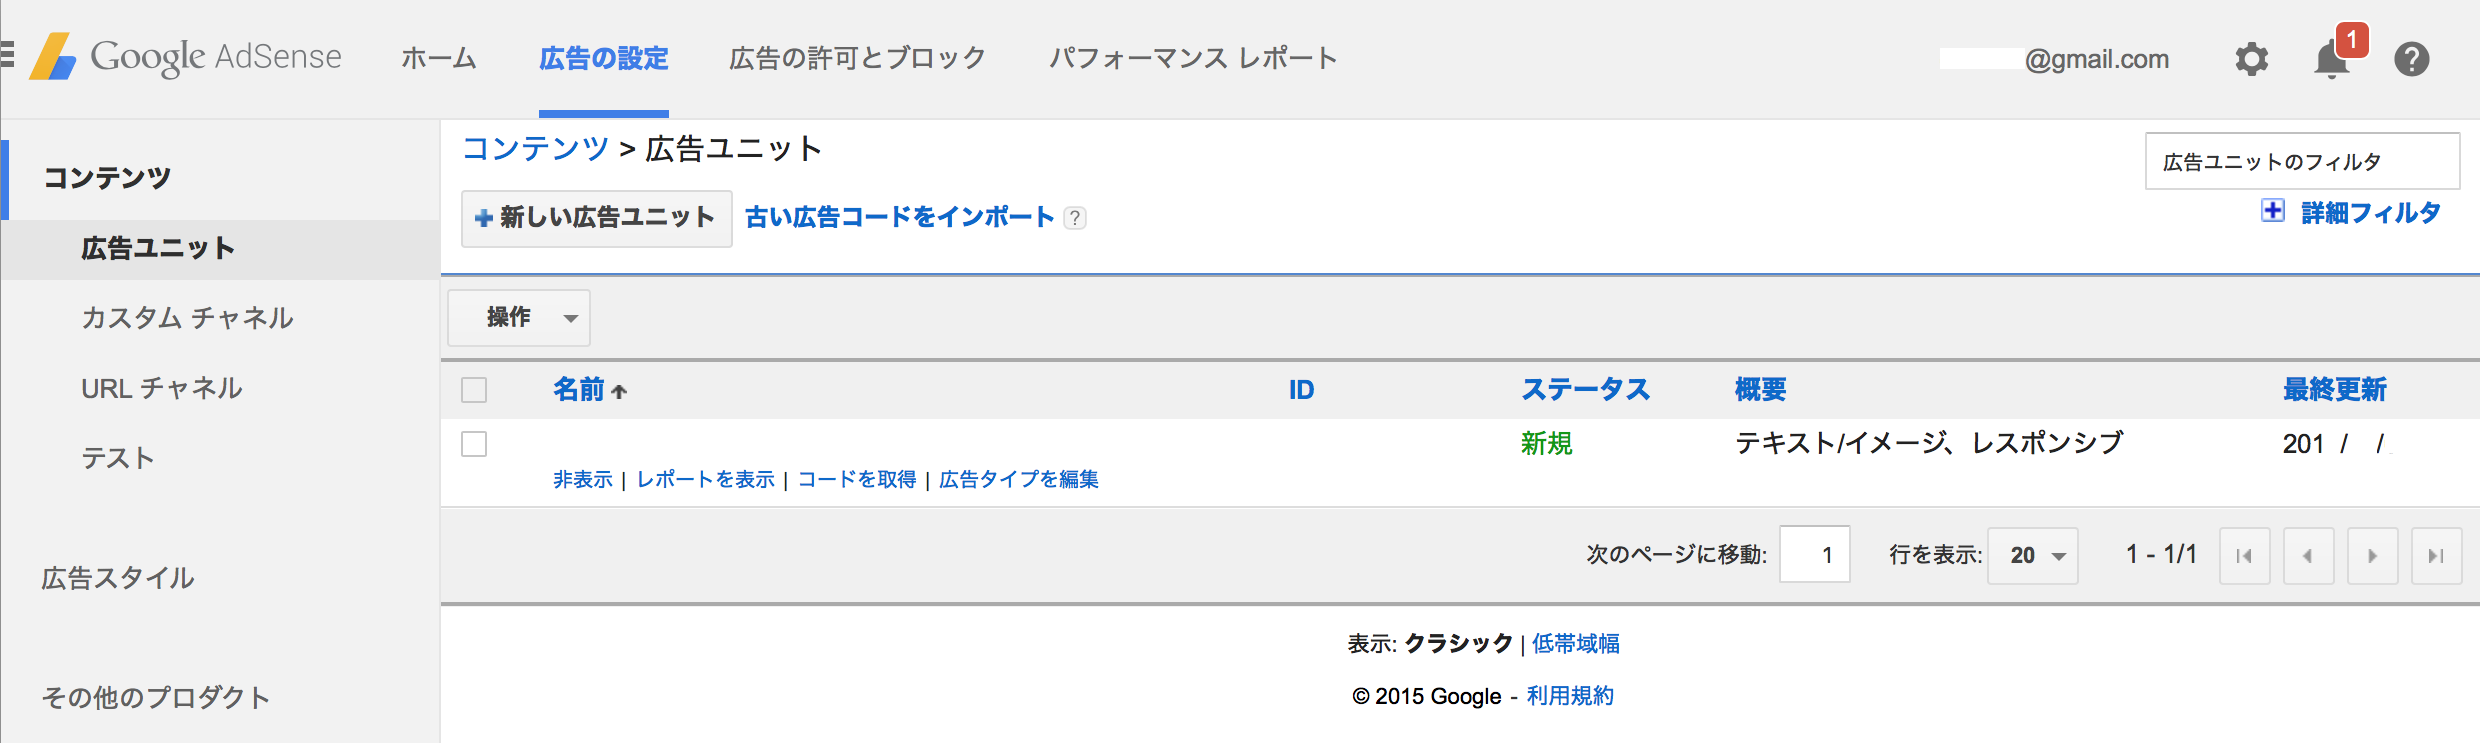 Google AdSense ホーム 広告の設定 広告の許可とブロック パフォーマンス レポート @gmail.com 1 ?
コンテンツ
広告ユニット
カスタム チャネル
URL チャネル
テスト
広告スタイル
その他のプロダクト
コンテンツ > 広告ユニット
広告ユニットのフィルタ
新しい広告ユニット 古い広告コードをインポート ?
詳細フィルタ
操作
名前 ID ステータス 概要 最終更新
新規 テキスト/イメージ、レスポンシブ 201 / /
非表示 | レポートを表示 | コードを取得 | 広告タイプを編集
次のページに移動: 1 行を表示: 20 1 - 1/1
表示: クラシック | 低帯域幅
© 2015 Google - 利用規約